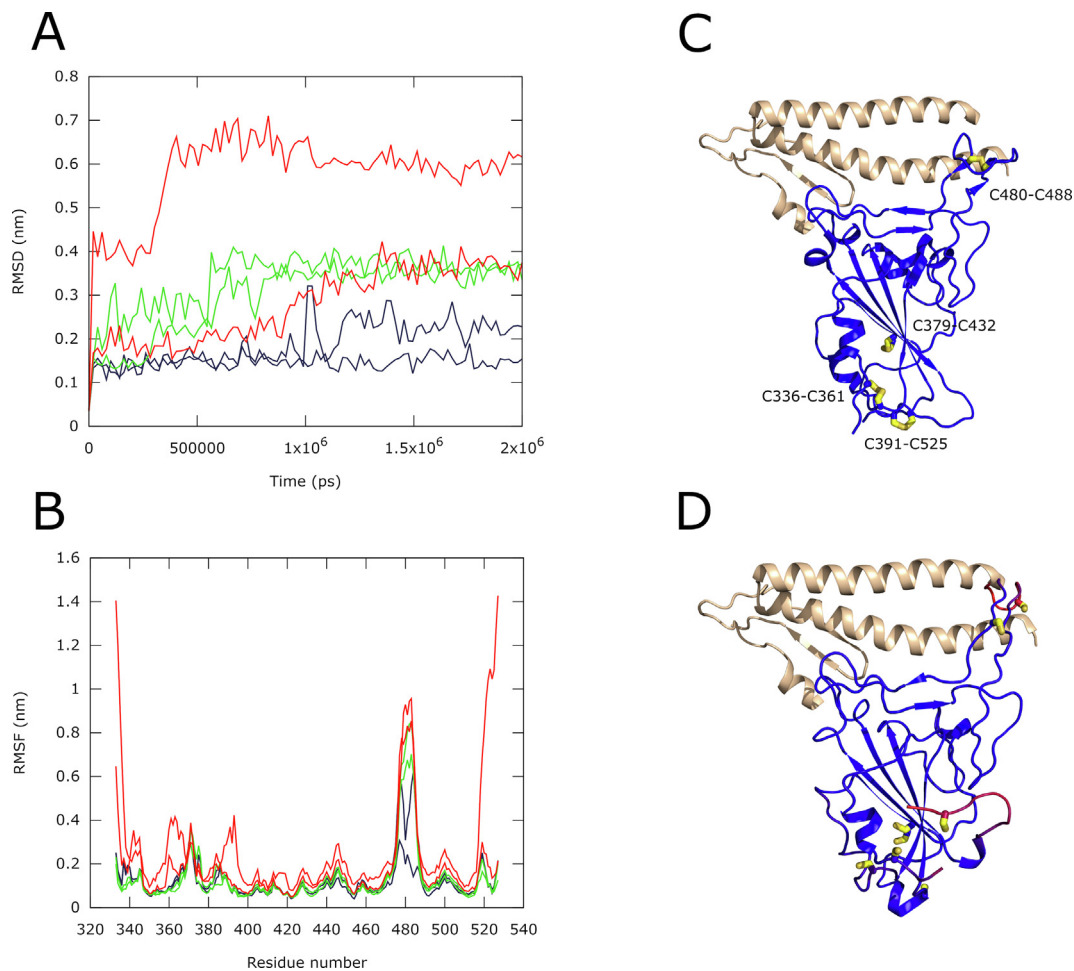 A
C
0.8
0.7
0.6
0.5
0.4
0.3
0.2
0.1
0
RMSD (nm)
0 500000 1x10^6 1.5x10^6 2x10^6
Time (ps)
C480-C488
C379-C432
C336-C361
C391-C525
B
D
1.6
1.4
1.2
1
0.8
0.6
0.4
0.2
0
RMSF (nm)
320 340 360 380 400 420 440 460 480 500 520 540
Residue number